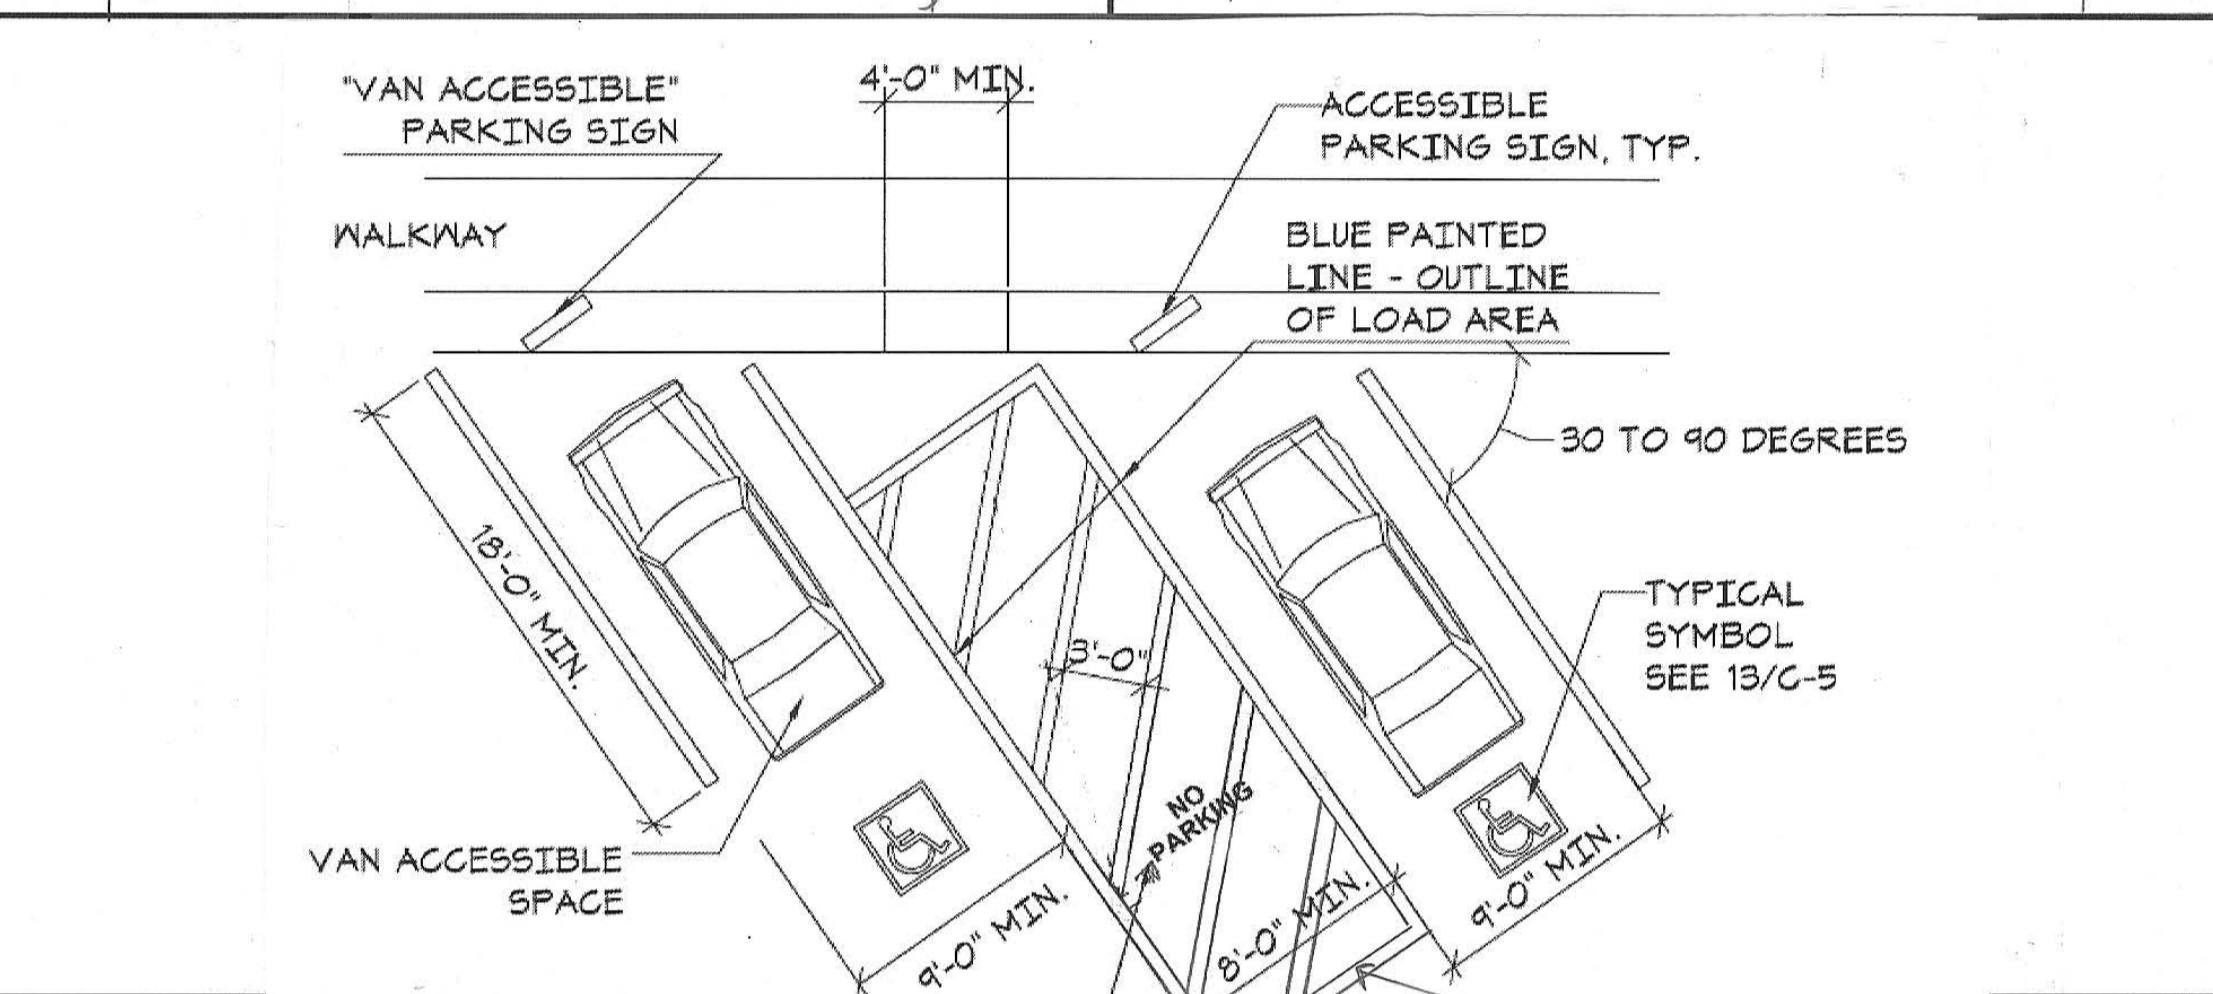 "VAN ACCESSIBLE"
PARKING SIGN
4'-0" MIN.
ACCESSIBLE
PARKING SIGN, TYP.
WALKWAY
BLUE PAINTED
LINE - OUTLINE
OF LOAD AREA
30 TO 90 DEGREES
18'-0" MIN.
TYPICAL
SYMBOL
SEE 13/C-5
3'-0"
NO
PARKING
VAN ACCESSIBLE
SPACE
9'-0" MIN.
8'-0" MIN.
9'-0" MIN.